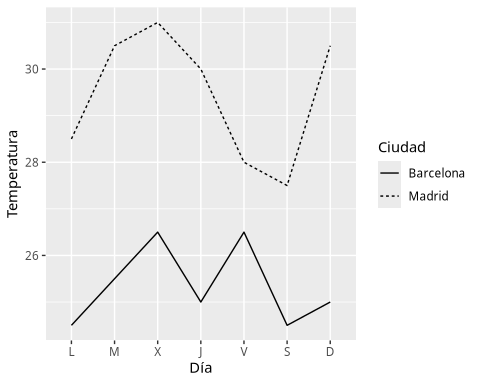 Temperatura
30
28
26
L M X J V S D
Día
Ciudad
Barcelona
Madrid